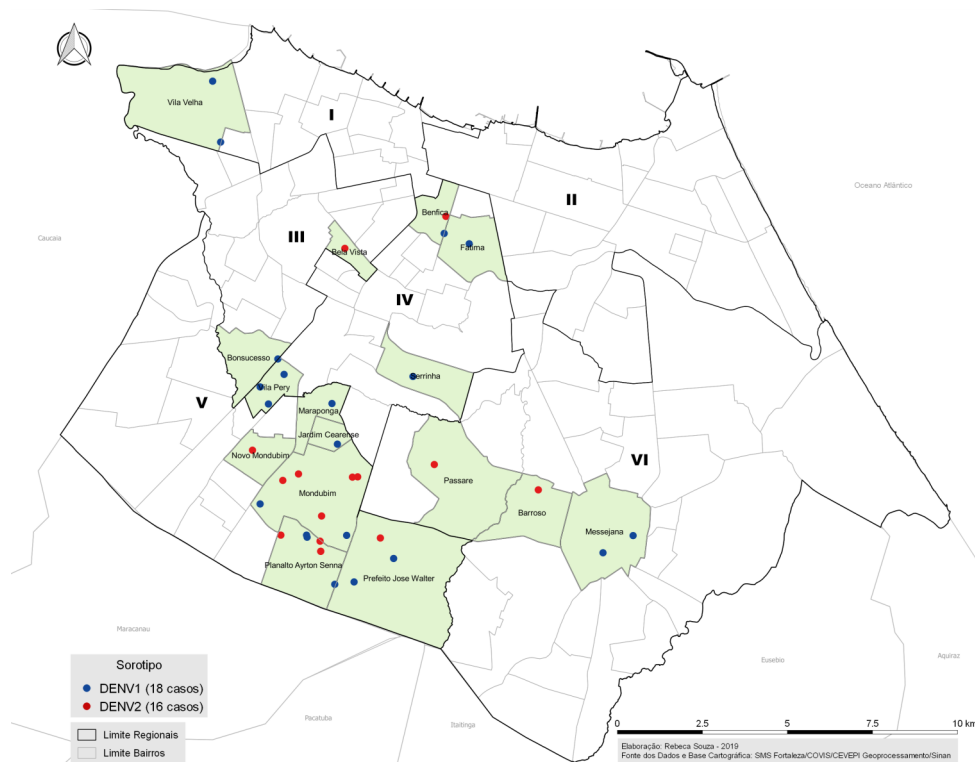 Vila Velha
I
II
Oceano Atlântico
Benfica
Caucaia
III
Fatima
Bela Vista
IV
Bonsucesso
Serrinha
Vila Pery
V
Maraponga
Jardim Cearense
Novo Mondubim
VI
Passare
Mondubim
Barroso
Messejana
Planalto Ayrton Senna
Prefeito Jose Walter
Maracanau
Eusebio
Aquiraz
Pacatuba
Itaitinga
Sorotipo
DENV1 (18 casos)
DENV2 (16 casos)
Limite Regionais
Limite Bairros
0 2.5 5 7.5 10 km
Elaboração: Rebeca Souza - 2019
Fonte dos Dados e Base Cartográfica: SMS Fortaleza/COVIS/CEVEPI Geoprocessamento/Sinan